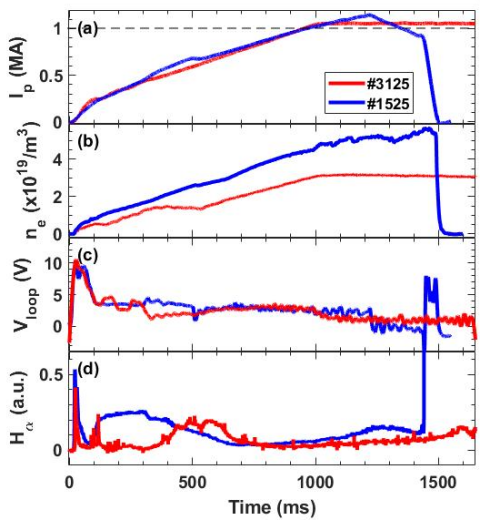 (a)
I_p (MA)
1
0.5
0
#3125
#1525
(b)
n_e (x10^19/m^3)
4
2
0
(c)
V_loop (V)
10
5
0
(d)
H_α (a.u.)
0.5
0
0 500 1000 1500
Time (ms)